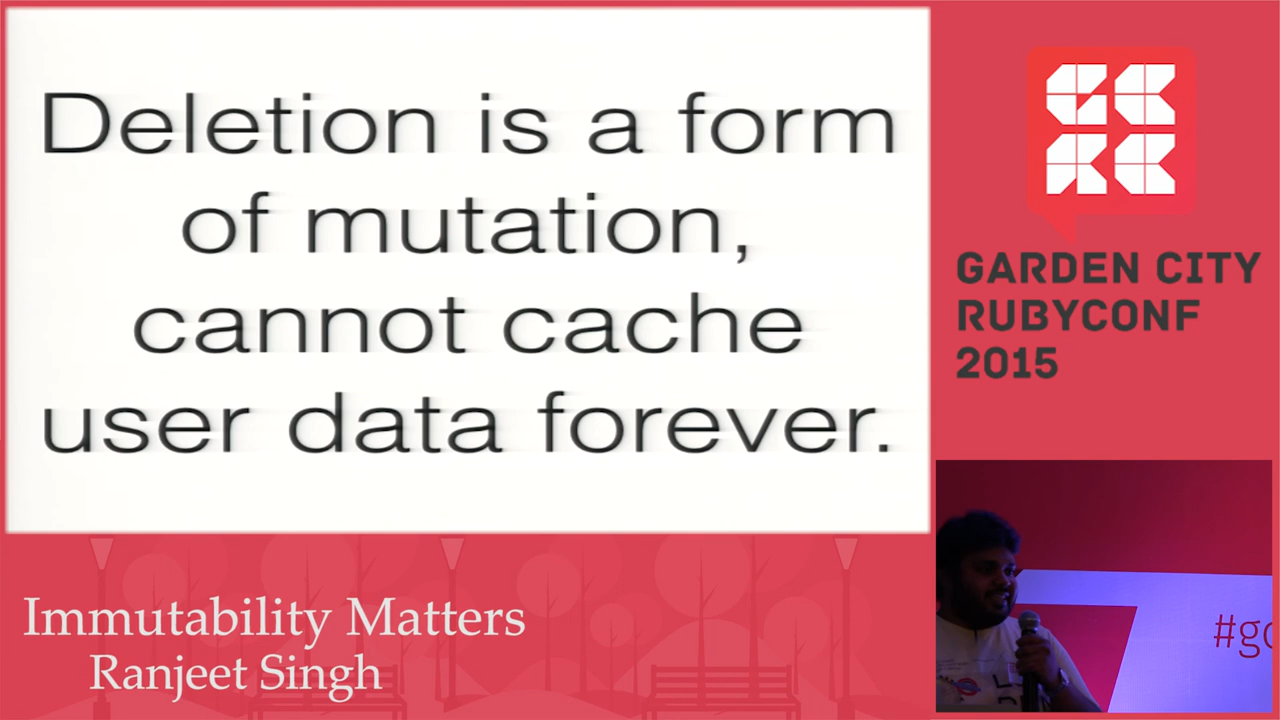 Deletion is a form
of mutation,
cannot cache
user data forever.
GARDEN CITY
RUBYCONF
2015
Immutability Matters
Ranjeet Singh